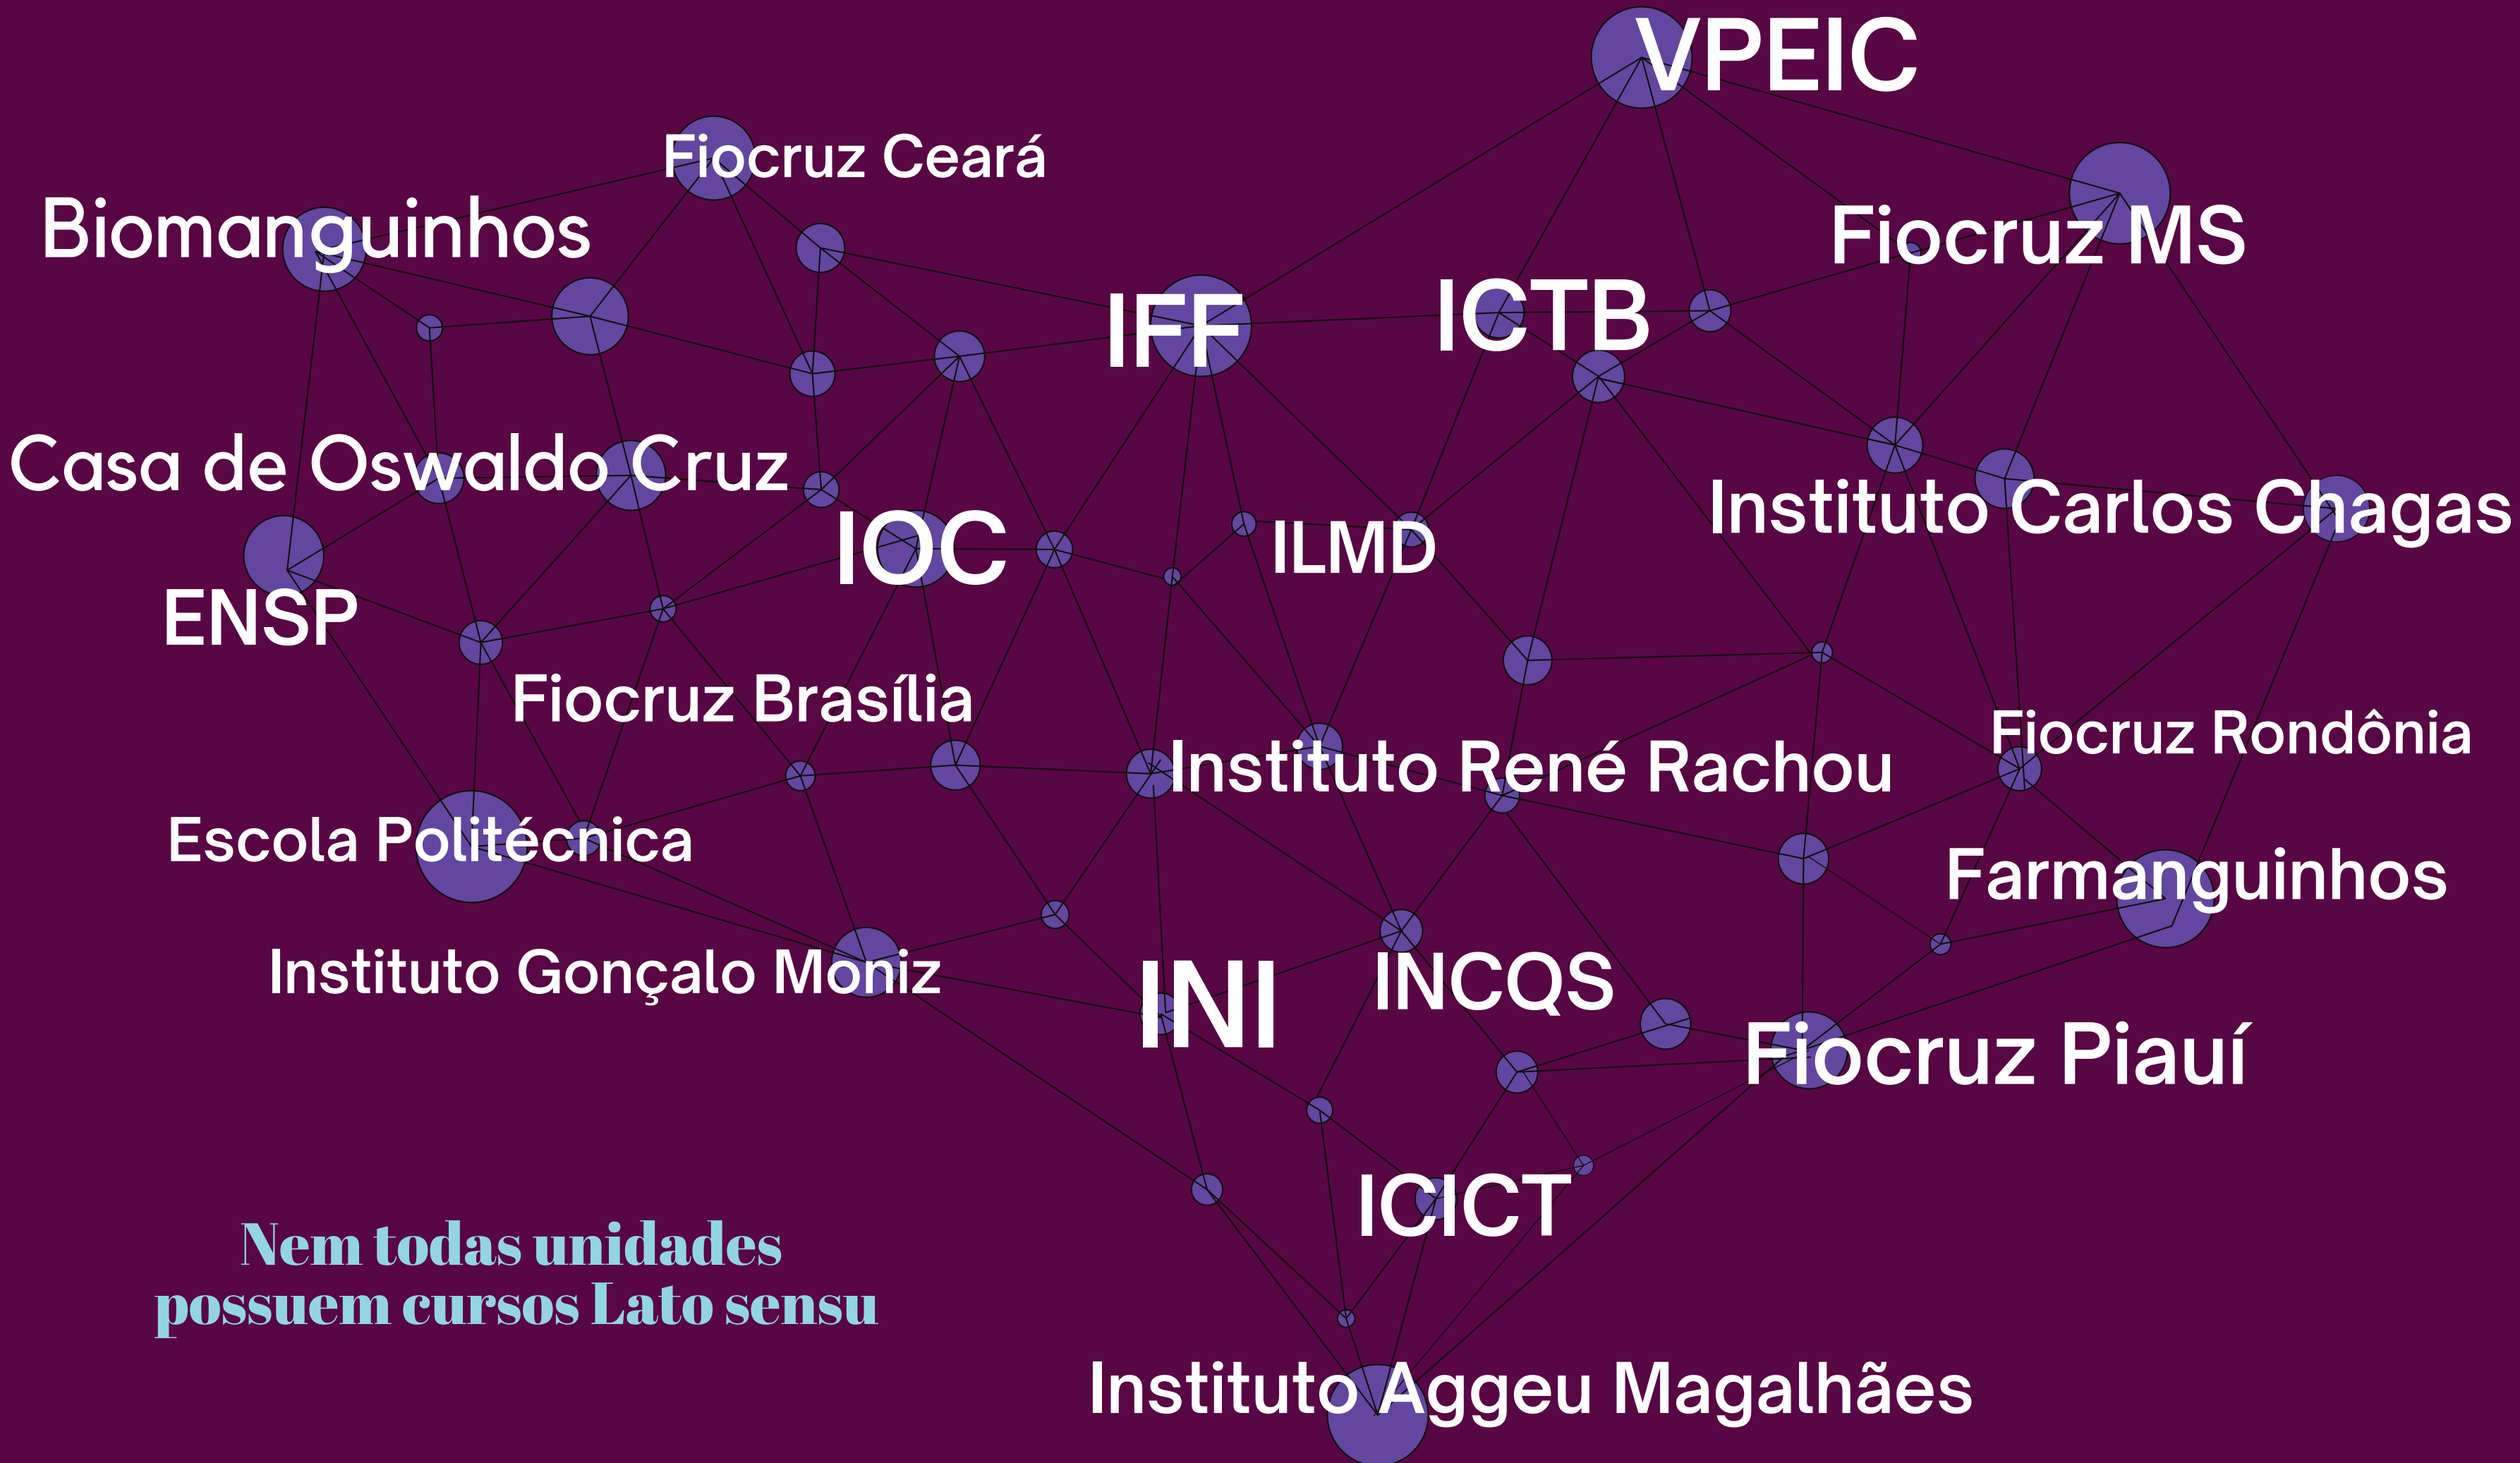 VPEIC
Fiocruz Ceará
Biomanguinhos
Fiocruz MS
IFF
ICTB
Casa de Oswaldo Cruz
Instituto Carlos Chagas
IOC
ILMD
ENSP
Fiocruz Brasília
Fiocruz Rondônia
Instituto René Rachou
Escola Politécnica
Farmanguinhos
Instituto Gonçalo Moniz
INI
INCQS
Fiocruz Piauí
ICICT
Nem todas unidades
possuem cursos Lato sensu
Instituto Aggeu Magalhães